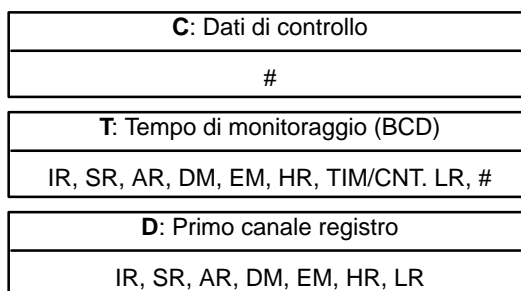 C: Dati di controllo
#
T: Tempo di monitoraggio (BCD)
IR, SR, AR, DM, EM, HR, TIM/CNT. LR, #
D: Primo canale registro
IR, SR, AR, DM, EM, HR, LR